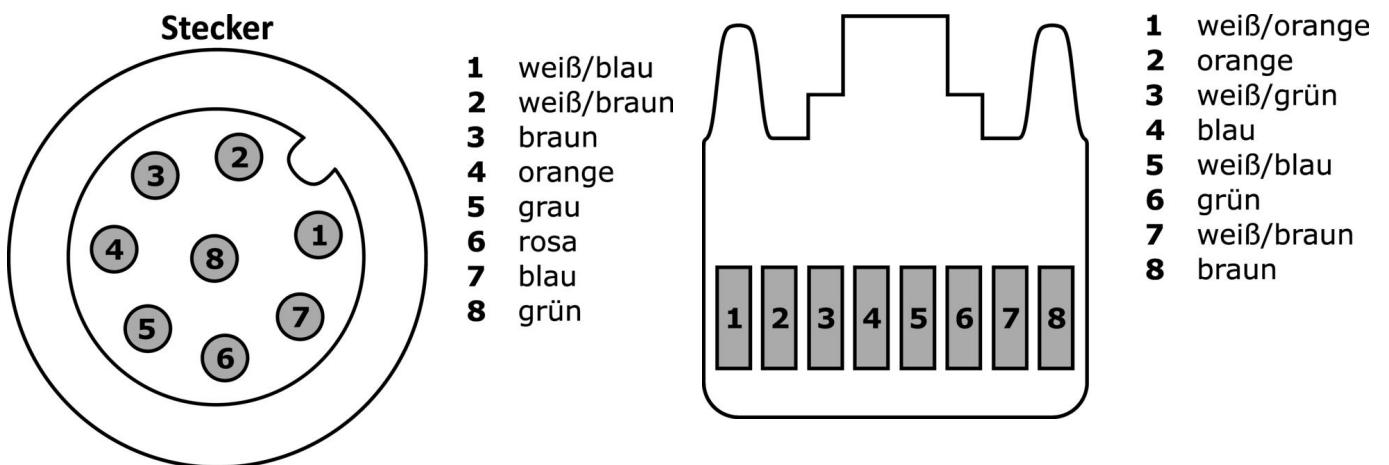 Stecker
1 weiß/blau
2 weiß/braun
3 braun
4 orange
5 grau
6 rosa
7 blau
8 grün
2
3
1
4
8
7
5
6
1 weiß/orange
2 orange
3 weiß/grün
4 blau
5 weiß/blau
6 grün
7 weiß/braun
8 braun
1 2 3 4 5 6 7 8